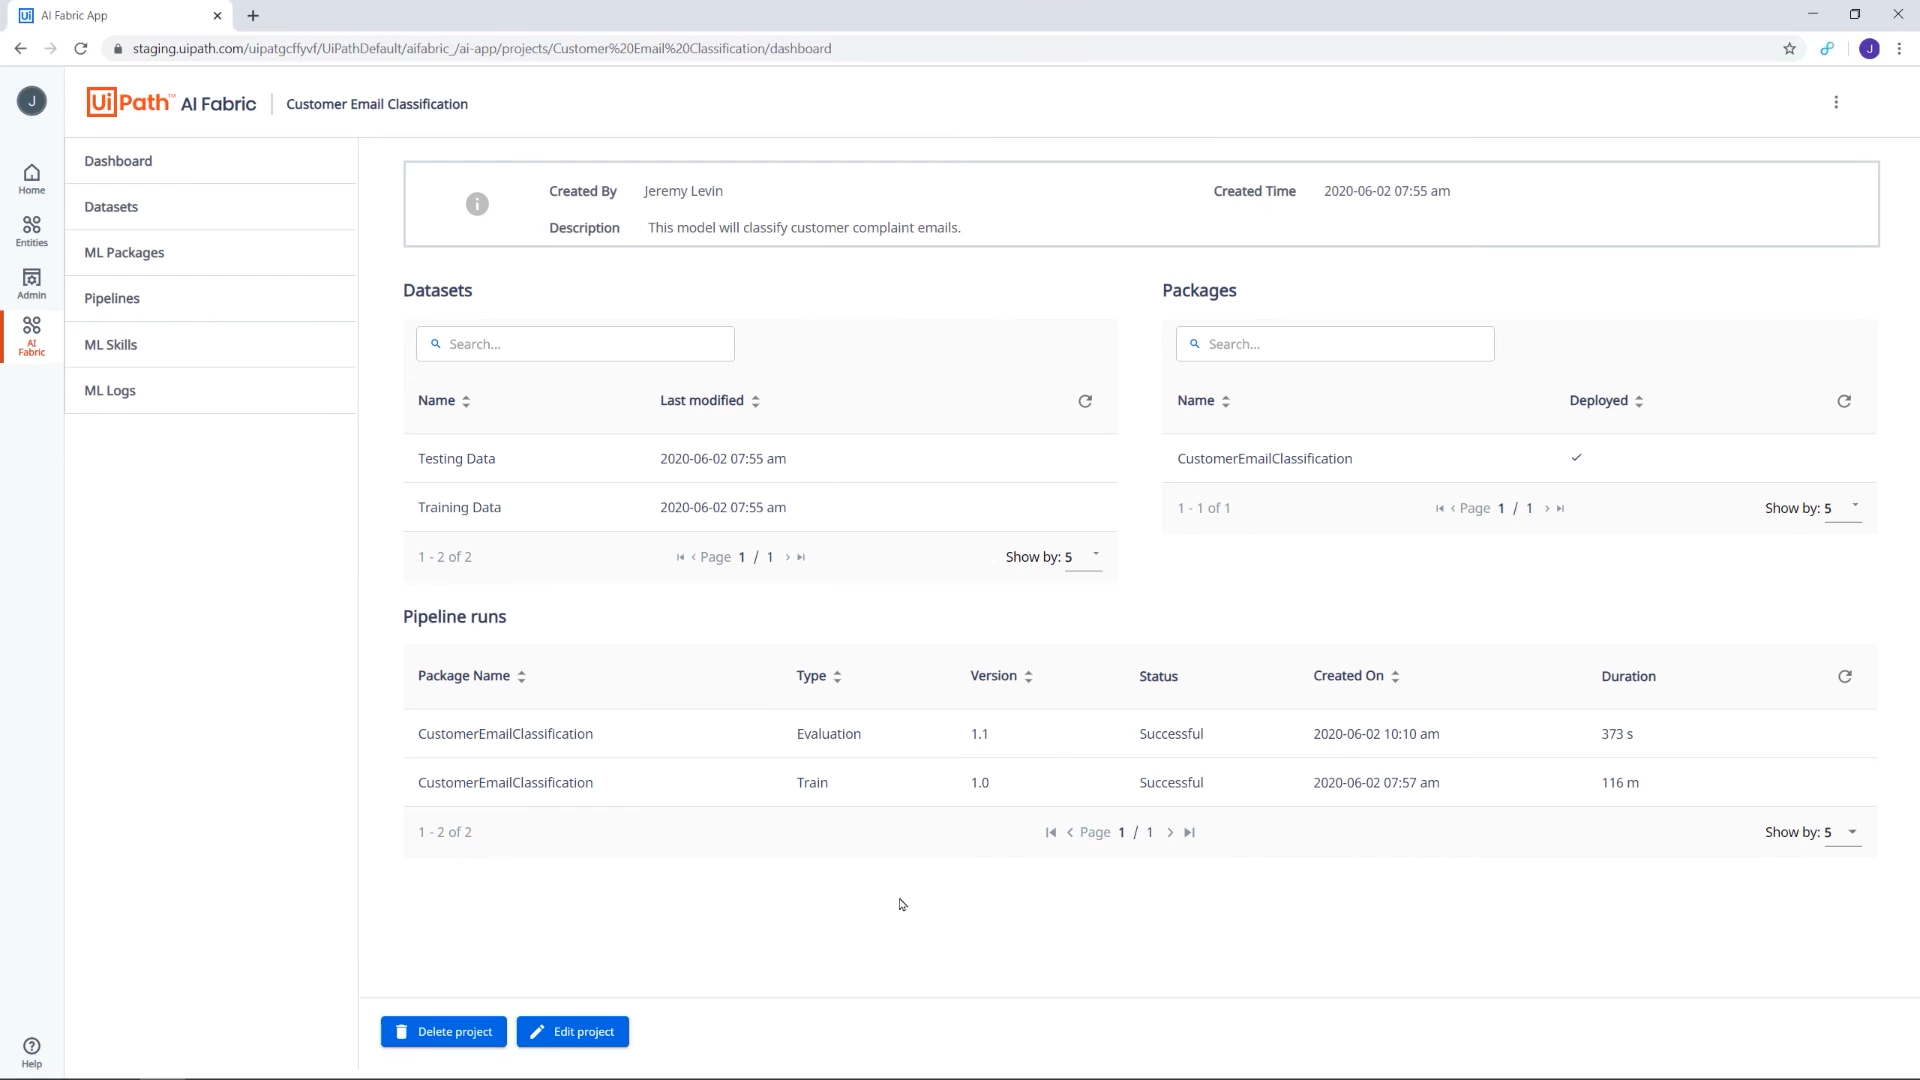 AI Fabric App
staging.uipath.com/uipatgcffyvf/UiPathDefault/aifabric_/ai-app/projects/Customer%20Email%20Classification/dashboard
J
J
UiPath™ AI Fabric
Customer Email Classification
Home
Entities
Admin
AI
Fabric
Help
Dashboard
Datasets
ML Packages
Pipelines
ML Skills
ML Logs
Created By Jeremy Levin Created Time 2020-06-02 07:55 am
Description This model will classify customer complaint emails.
Datasets
Search...
Name Last modified
Testing Data 2020-06-02 07:55 am
Training Data 2020-06-02 07:55 am
1 - 2 of 2 Page 1 / 1 Show by: 5
Packages
Search...
Name Deployed
CustomerEmailClassification
1 - 1 of 1 Page 1 / 1 Show by: 5
Pipeline runs
Package Name Type Version Status Created On Duration
CustomerEmailClassification Evaluation 1.1 Successful 2020-06-02 10:10 am 373 s
CustomerEmailClassification Train 1.0 Successful 2020-06-02 07:57 am 116 m
1 - 2 of 2 Page 1 / 1 Show by: 5
Delete project
Edit project